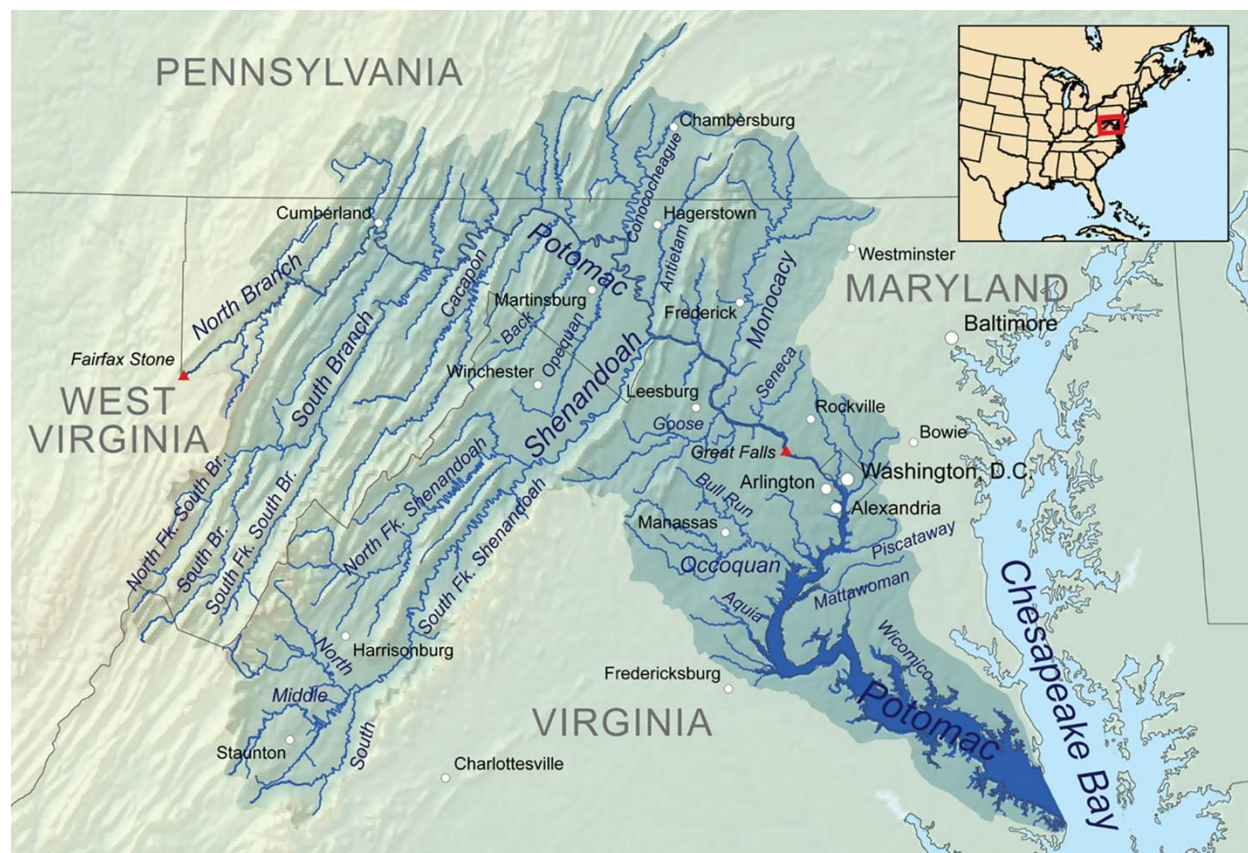 PENNSYLVANIA
Chambersburg
Conococheague
Cumberland
Hagerstown
Potomac
Antietam
Westminster
North Branch
Cacapon
Martinsburg
Back
Opequan
Frederick
Monocacy
MARYLAND
Baltimore
Fairfax Stone
WEST
VIRGINIA
South Branch
Winchester
Shenandoah
Leesburg
Goose
Seneca
Rockville
Bowie
Great Falls
Washington, D.C.
Arlington
Alexandria
North Fk. South Br.
South Br.
South Fk. South Br.
North Fk. Shenandoah
South Fk. Shenandoah
Bull Run
Manassas
Occoquan
Piscataway
Mattawoman
Aquia
Wicomico
Chesapeake Bay
North
Harrisonburg
Middle
Staunton
South
Fredericksburg
VIRGINIA
Potomac
Charlottesville